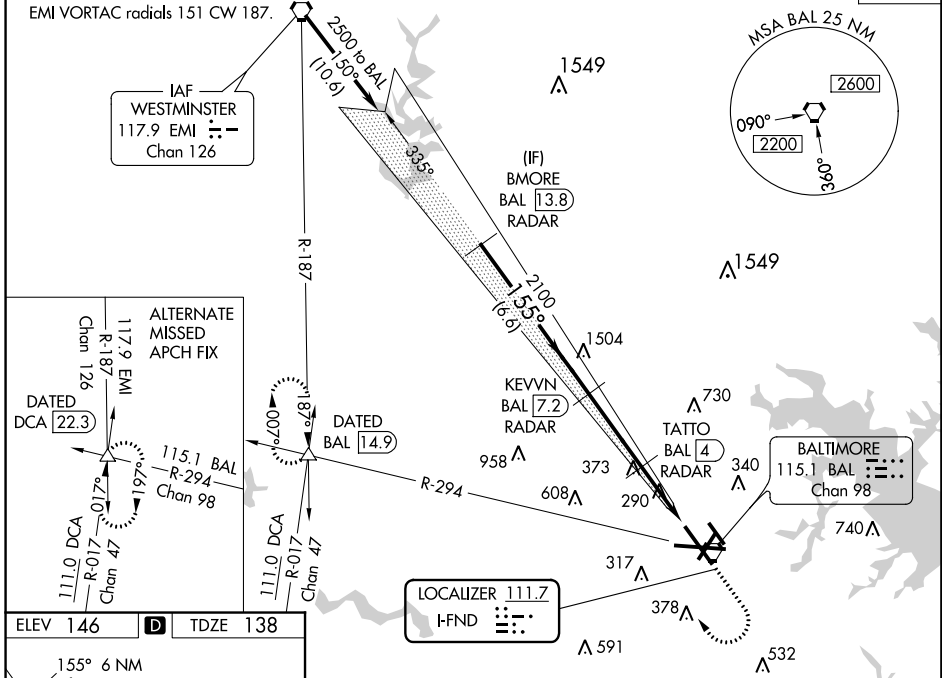 EMI VORTAC radials 151 CW 187.
IAF
WESTMINSTER
117.9 EMI
Chan 126
2500 to BAL
150°
(10.6)
335°
1549
MSA BAL 25 NM
2600
090°
2200
360°
(IF)
BMORE
BAL 13.8
RADAR
R-187
1549
2100
155°
(6.6)
1504
ALTERNATE
MISSED
APCH FIX
117.9 EMI
R-187
Chan 126
DATED
DCA 22.3
115.1 BAL
R-294
Chan 98
017°
197°
111.0 DCA
R-017
Chan 47
187°
007°
DATED
BAL 14.9
R-294
111.0 DCA
R-017
Chan 47
KEVVN
BAL 7.2
RADAR
730
TATTO
BAL 4
RADAR
958
373
340
608
290
BALTIMORE
115.1 BAL
Chan 98
740
317
LOCALIZER 111.7
I-FND
378
591
532
ELEV 146
D
TDZE 138
155° 6 NM